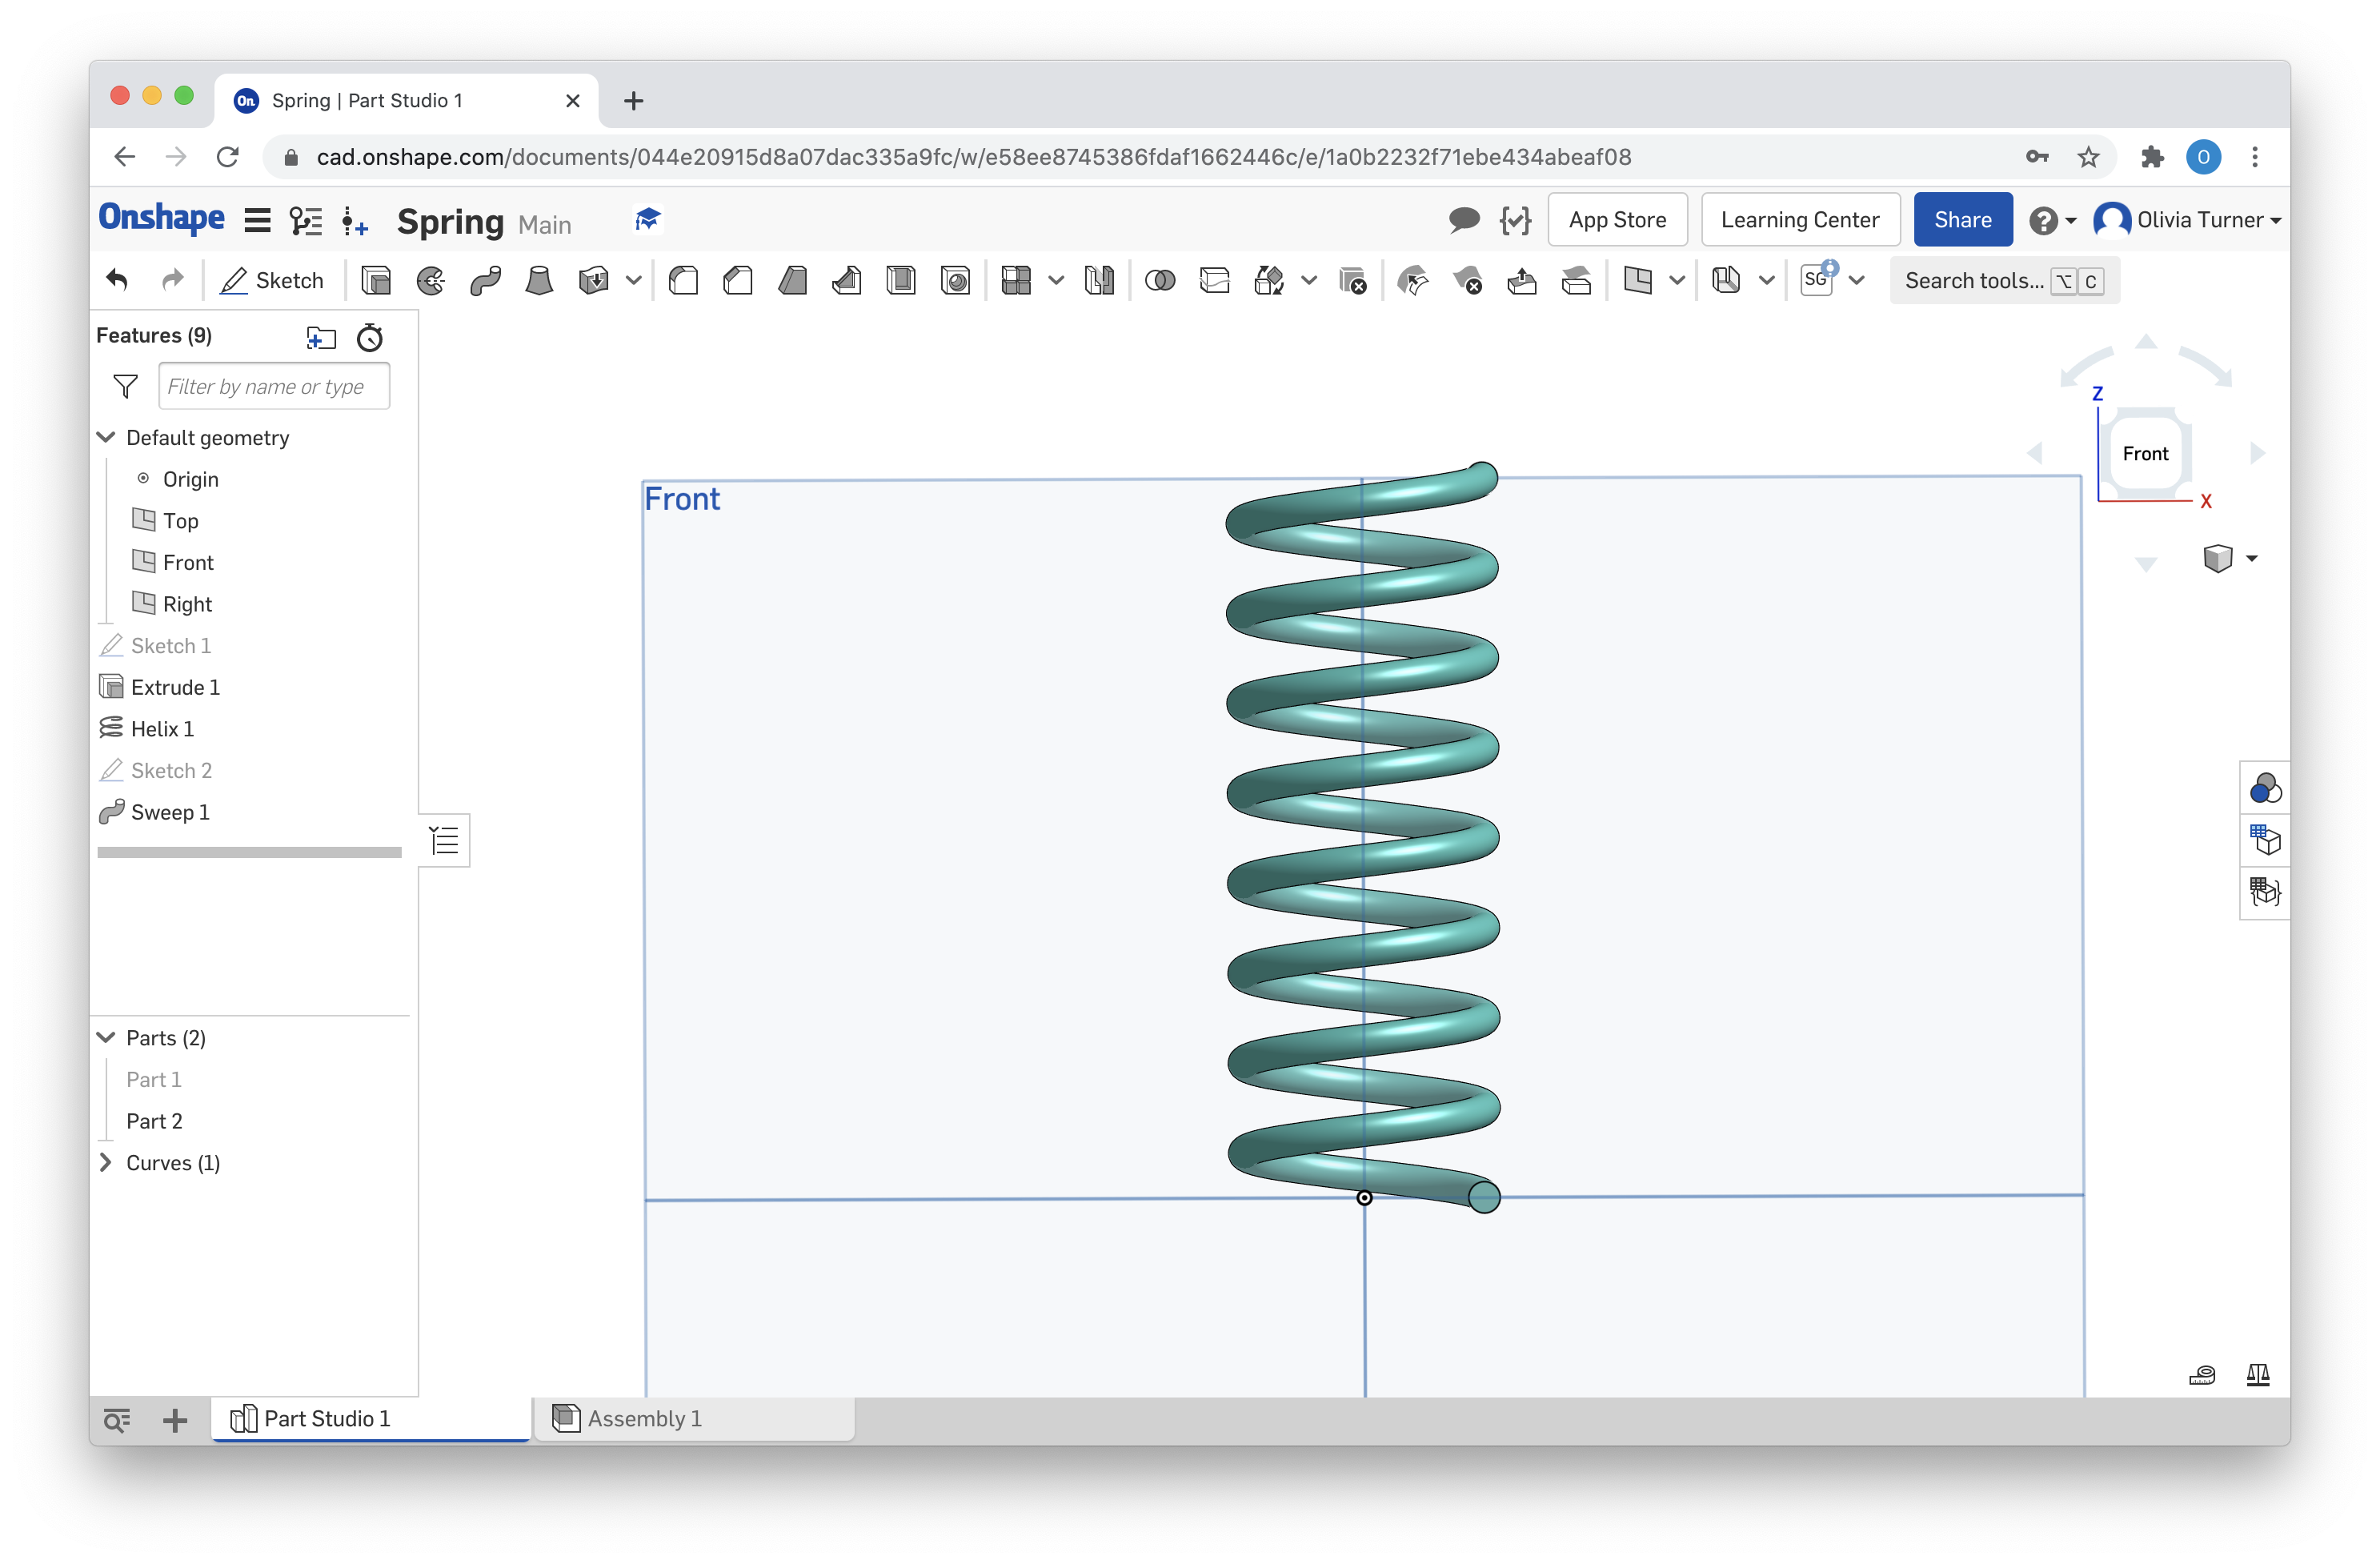 On Spring | Part Studio 1
cad.onshape.com/documents/044e20915d8a07dac335a9fc/w/e58ee8745386fdaf1662446c/e/1a0b2232f71ebe434abeaf08
O
Onshape Spring Main App Store Learning Center Share Olivia Turner
Sketch SG Search tools... ⌥ C
Features (9)
Filter by name or type
Default geometry
Origin
Top
Front
Right
Sketch 1
Extrude 1
Helix 1
Sketch 2
Sweep 1
Parts (2)
Part 1
Part 2
Curves (1)
Front
Z
Front
X
Part Studio 1
Assembly 1